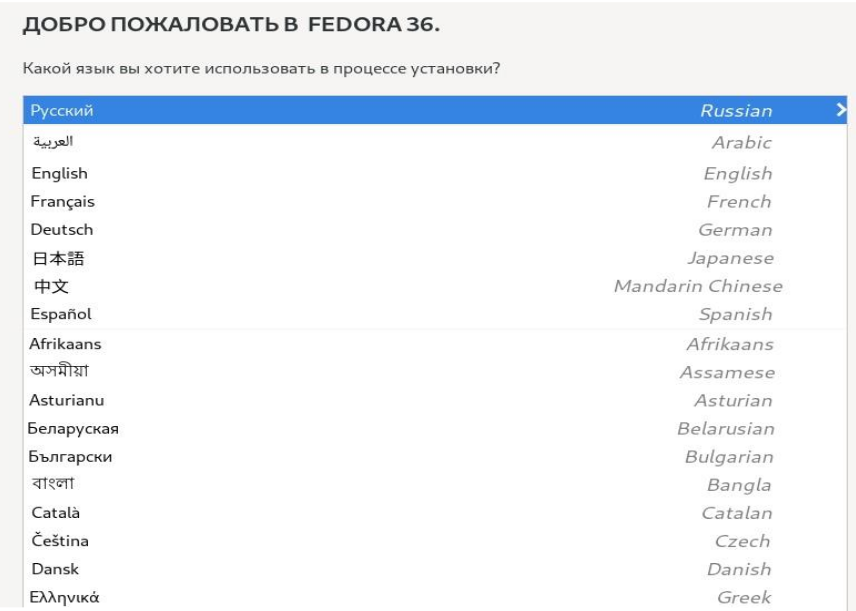 ДОБРО ПОЖАЛОВАТЬ В FEDORA 36.
Какой язык вы хотите использовать в процессе установки?
Русский Russian
العربية Arabic
English English
Français French
Deutsch German
日本語 Japanese
中文 Mandarin Chinese
Español Spanish
Afrikaans Afrikaans
অসমীয়া Assamese
Asturianu Asturian
Беларуская Belarusian
Български Bulgarian
বাংলা Bangla
Català Catalan
Čeština Czech
Dansk Danish
Ελληνικά Greek